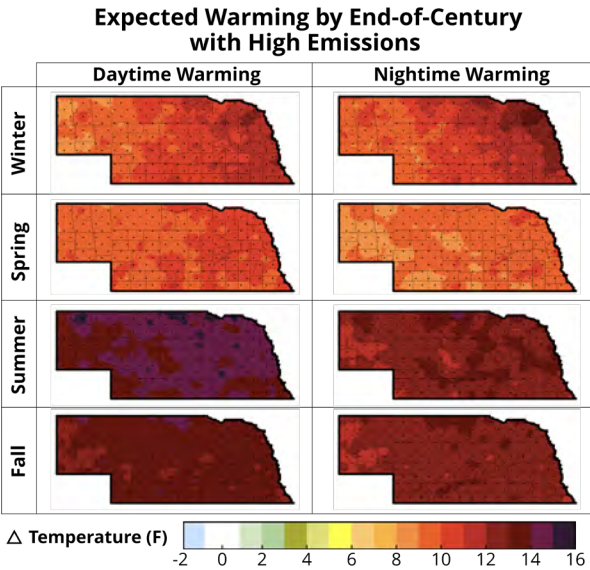 Expected Warming by End-of-Century
with High Emissions
Daytime Warming
Nightime Warming
Winter
Spring
Summer
Fall
△ Temperature (F)
-2 0 2 4 6 8 10 12 14 16